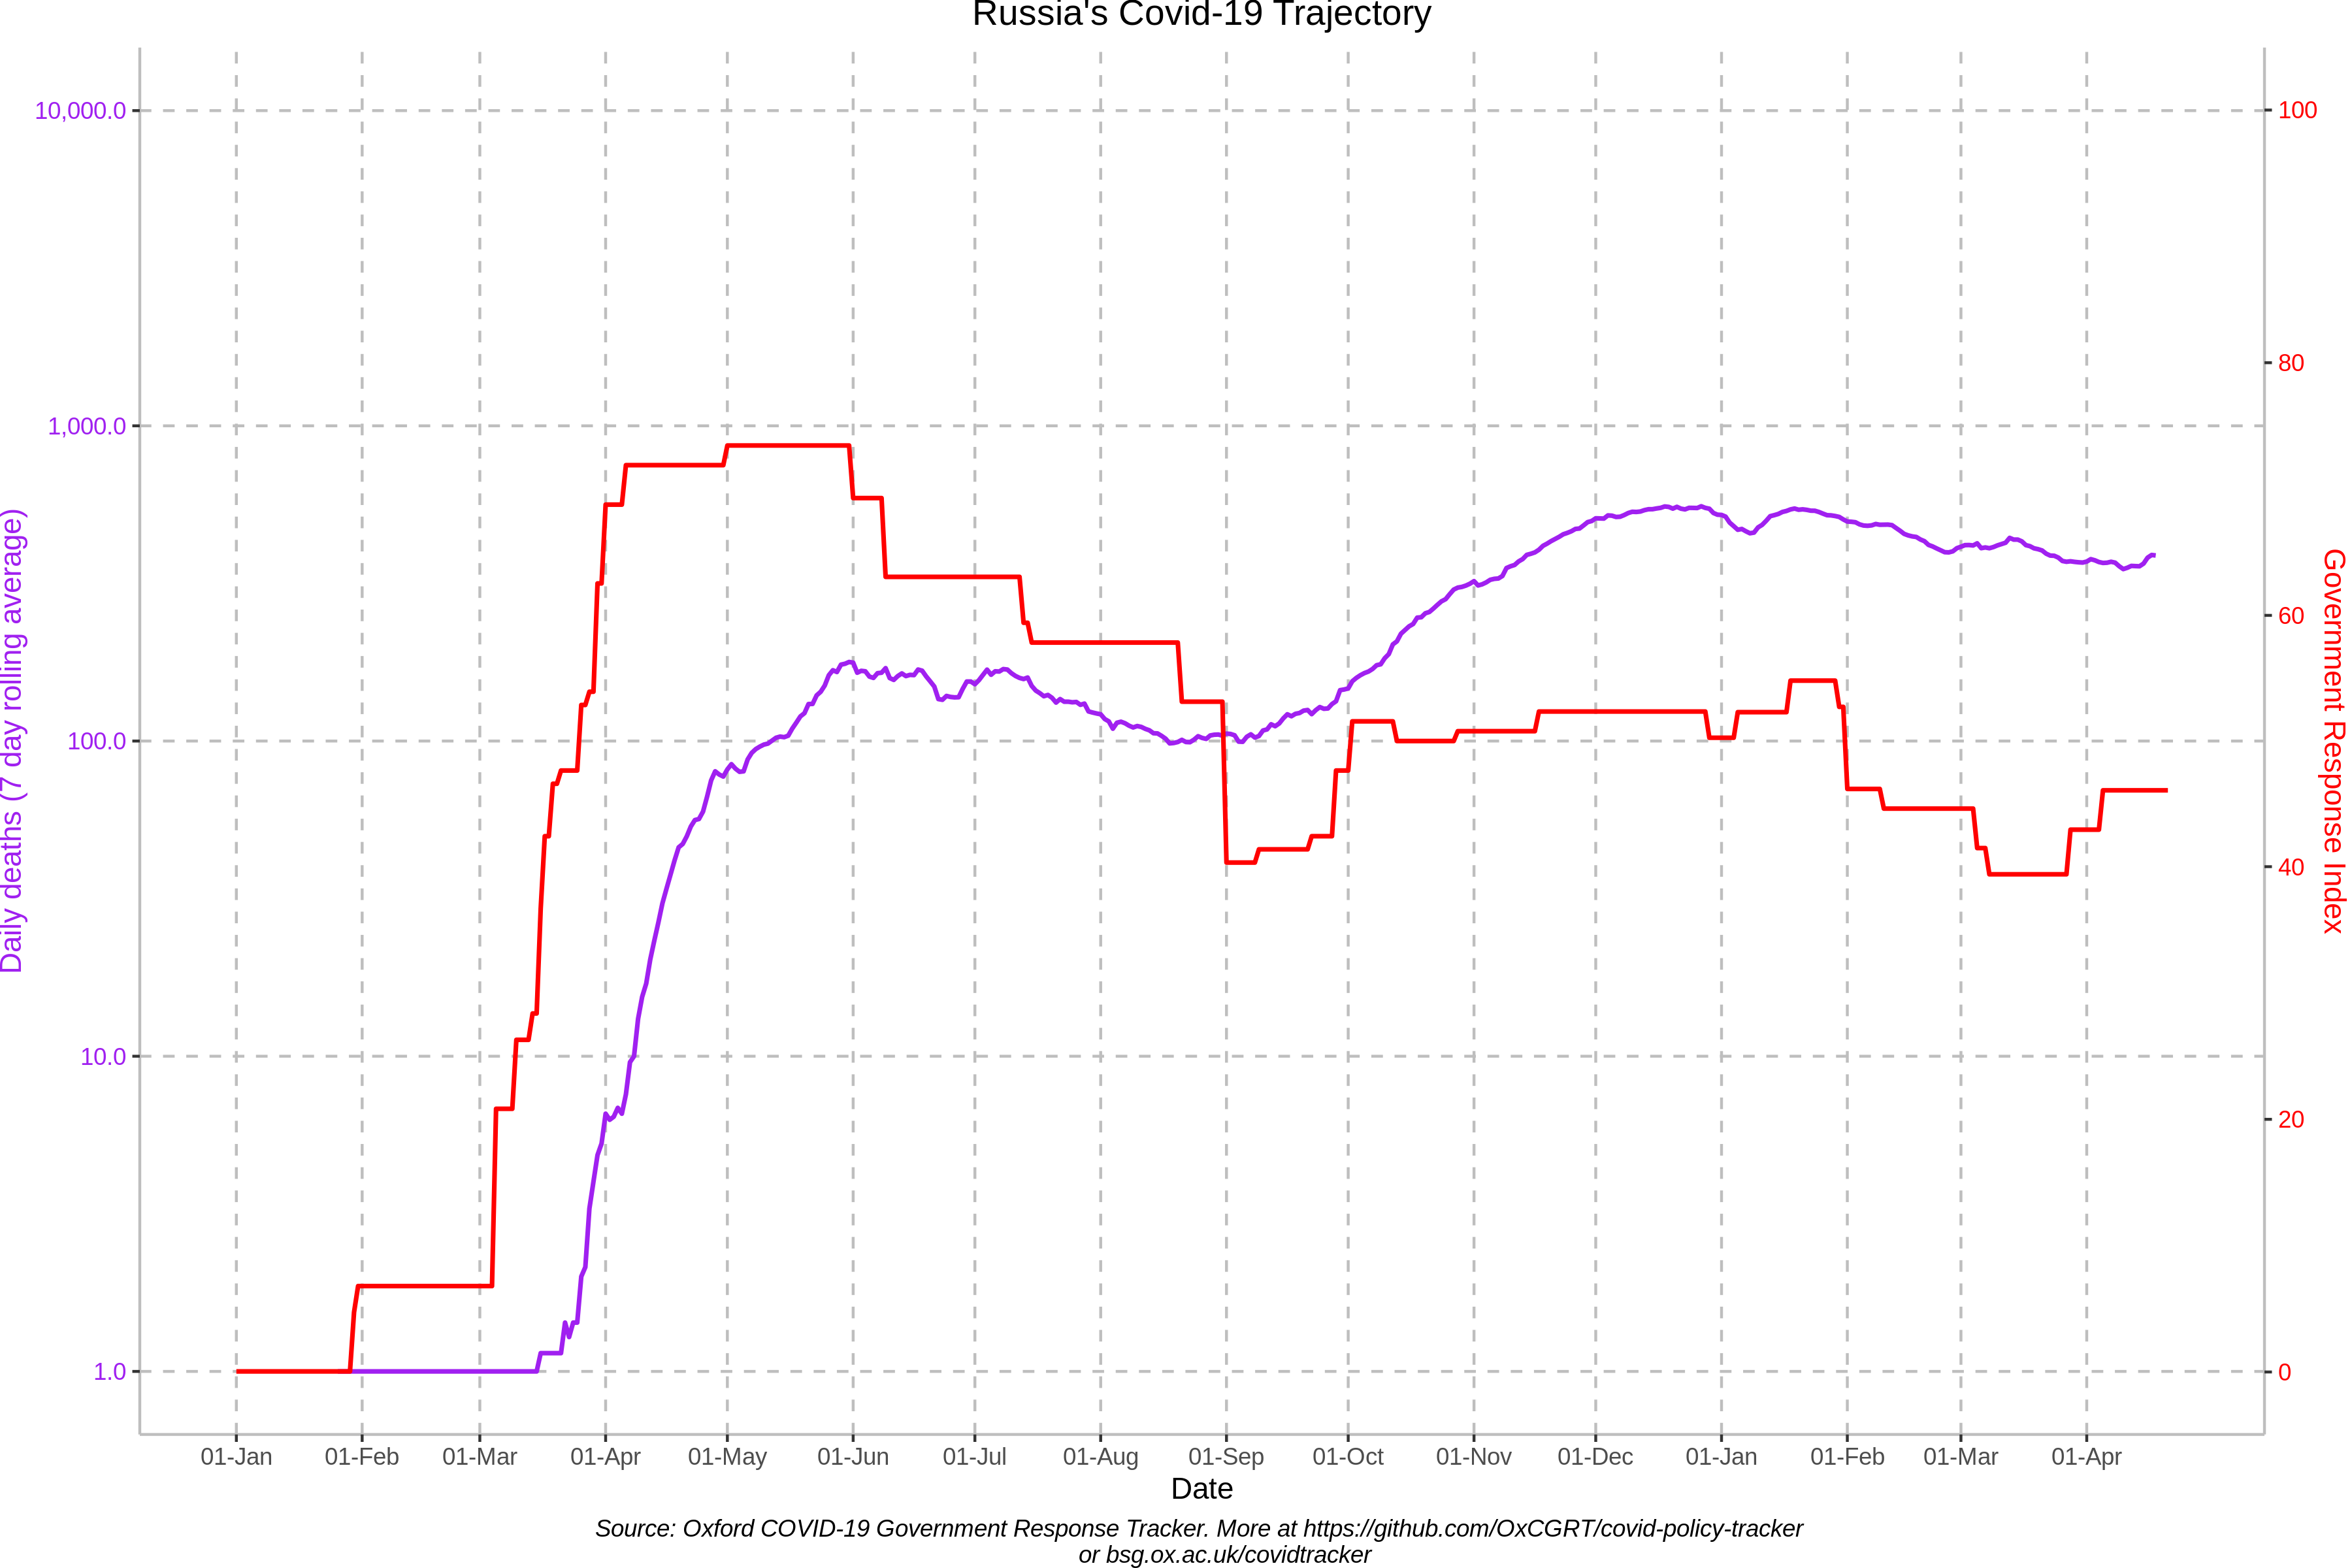 Russia's Covid-19 Trajectory
10,000.0
1,000.0
100.0
10.0
1.0
Daily deaths (7 day rolling average)
100
80
60
40
20
0
Government Response Index
01-Jan 01-Feb 01-Mar 01-Apr 01-May 01-Jun 01-Jul 01-Aug 01-Sep 01-Oct 01-Nov 01-Dec 01-Jan 01-Feb 01-Mar 01-Apr
Date
Source: Oxford COVID-19 Government Response Tracker. More at https://github.com/OxCGRT/covid-policy-tracker
or bsg.ox.ac.uk/covidtracker